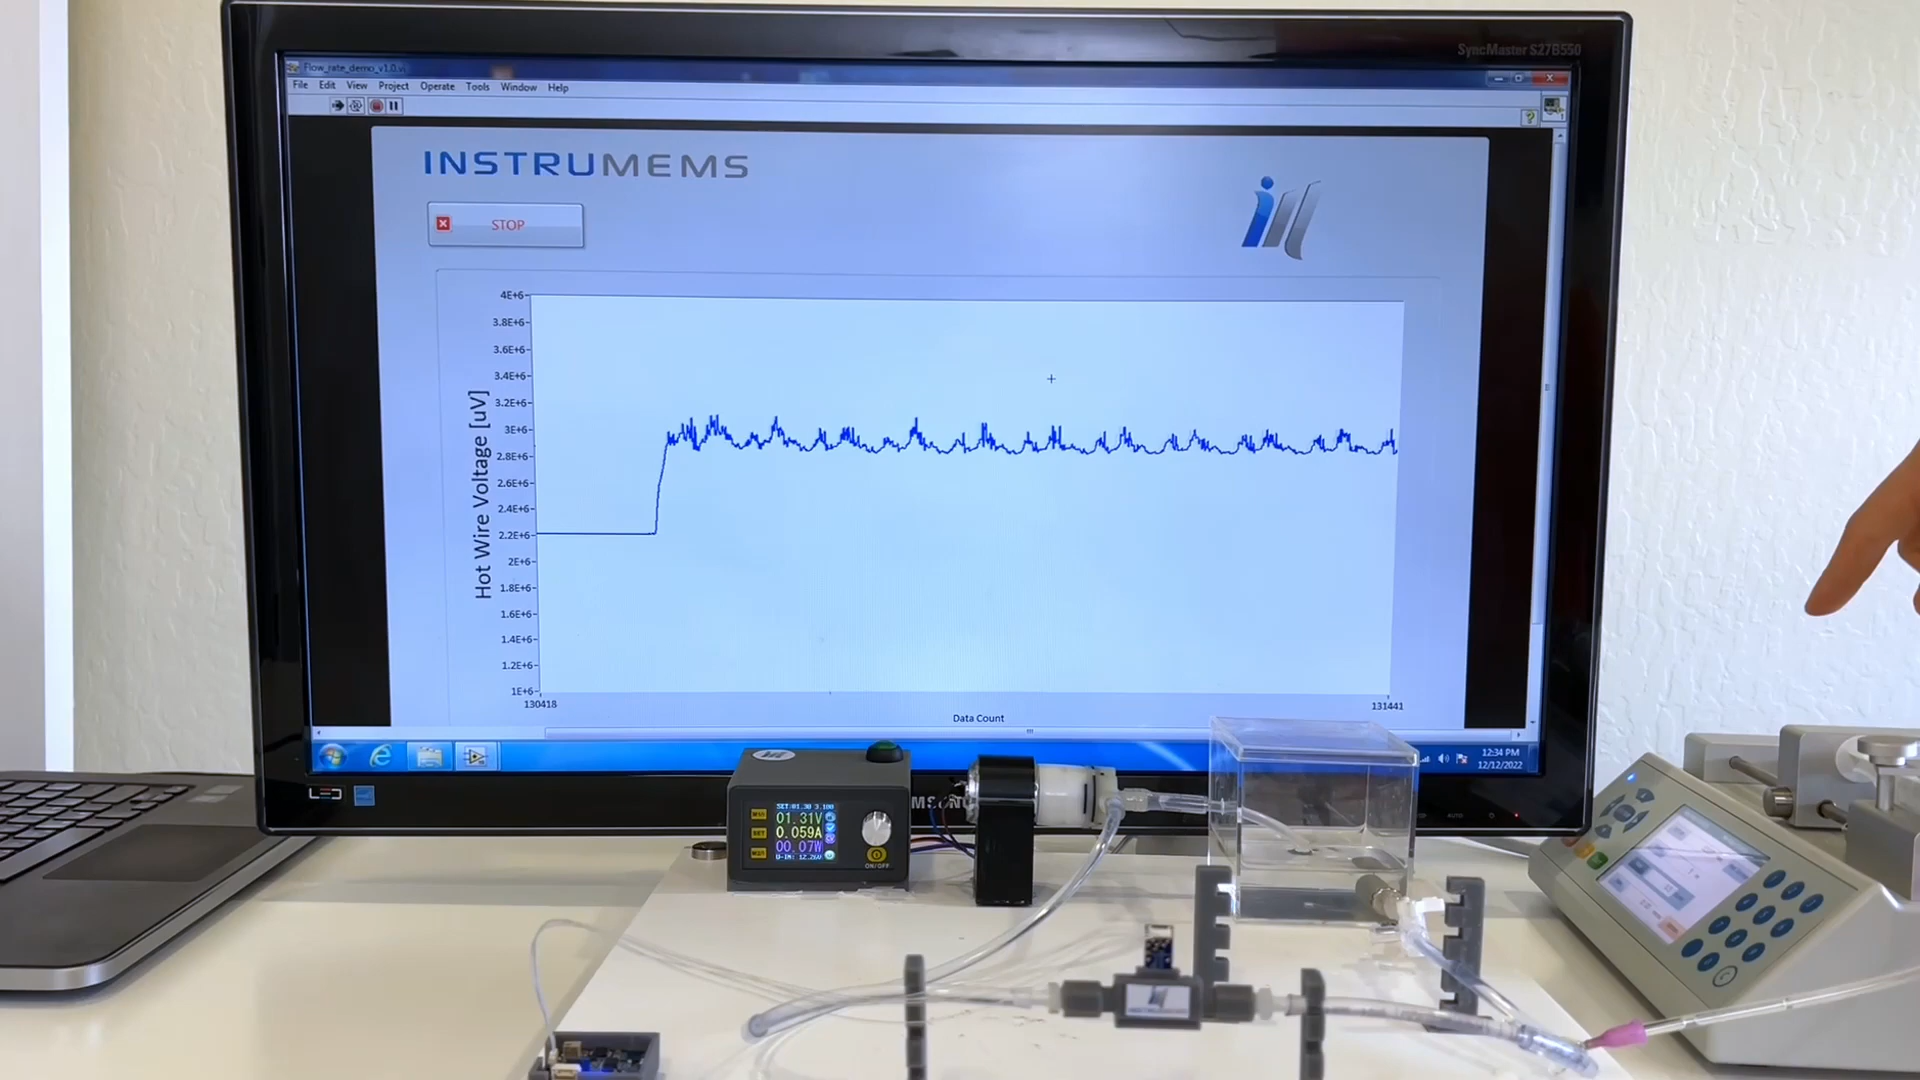 SyncMaster S27B550
Flow_rate_demo_v1.0.vi
File Edit View Project Operate Tools Window Help
INSTRUMEMS
STOP
4E+6
3.8E+6
3.6E+6
3.4E+6
3.2E+6
3E+6
2.8E+6
2.6E+6
2.4E+6
2.2E+6
2E+6
1.8E+6
1.6E+6
1.4E+6
1.2E+6
1E+6
Hot Wire Voltage [uV]
130418
131441
Data Count
12:34 PM
12/12/2022
01.31V
0.059A
00.07W
ON/OFF